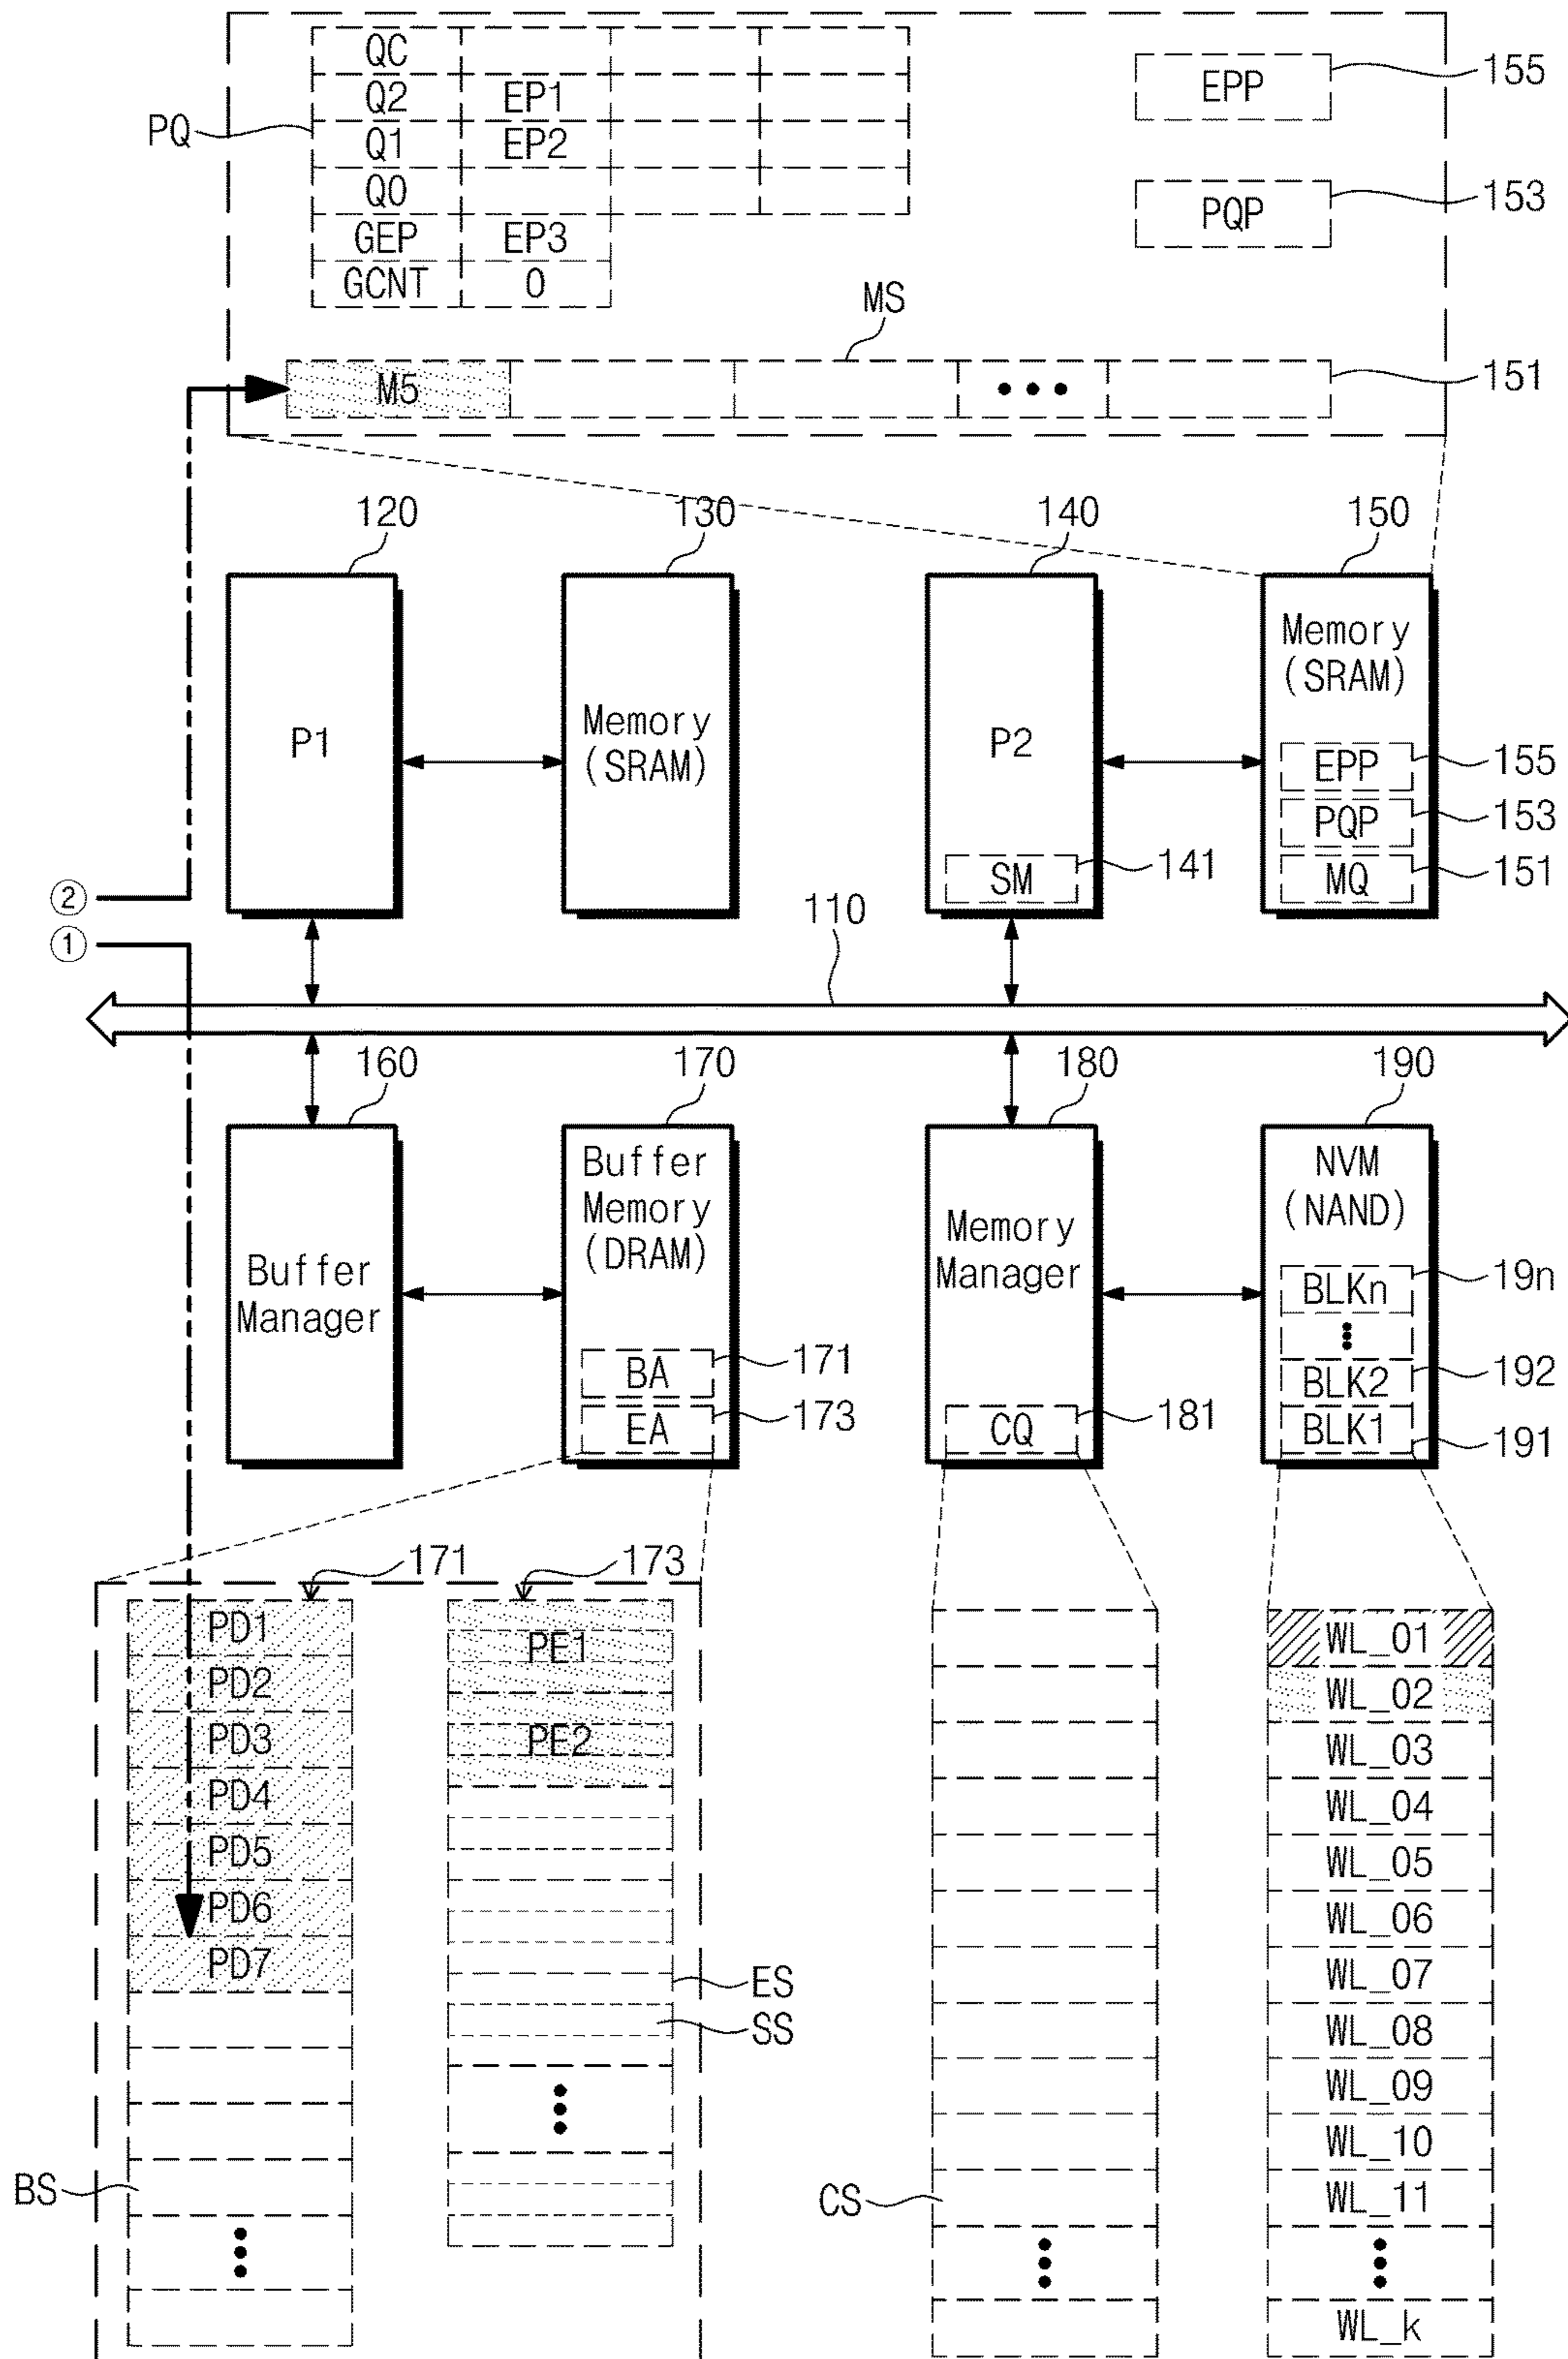 QC
Q2 EP1
PQ
Q1 EP2
Q0
GEP EP3
GCNT 0
EPP 155
PQP 153
MS
M5
151
120
130
140
150
P1
Memory
(SRAM)
P2
SM 141
Memory
(SRAM)
EPP 155
PQP 153
MQ 151
②
①
110
160
170
180
190
Buffer
Manager
Buffer
Memory
(DRAM)
BA 171
EA 173
Memory
Manager
CQ 181
NVM
(NAND)
BLKn 19n
BLK2 192
BLK1 191
171
173
PD1
PD2
PD3
PD4
PD5
PD6
PD7
BS
PE1
PE2
ES
SS
CS
WL_01
WL_02
WL_03
WL_04
WL_05
WL_06
WL_07
WL_08
WL_09
WL_10
WL_11
WL_k